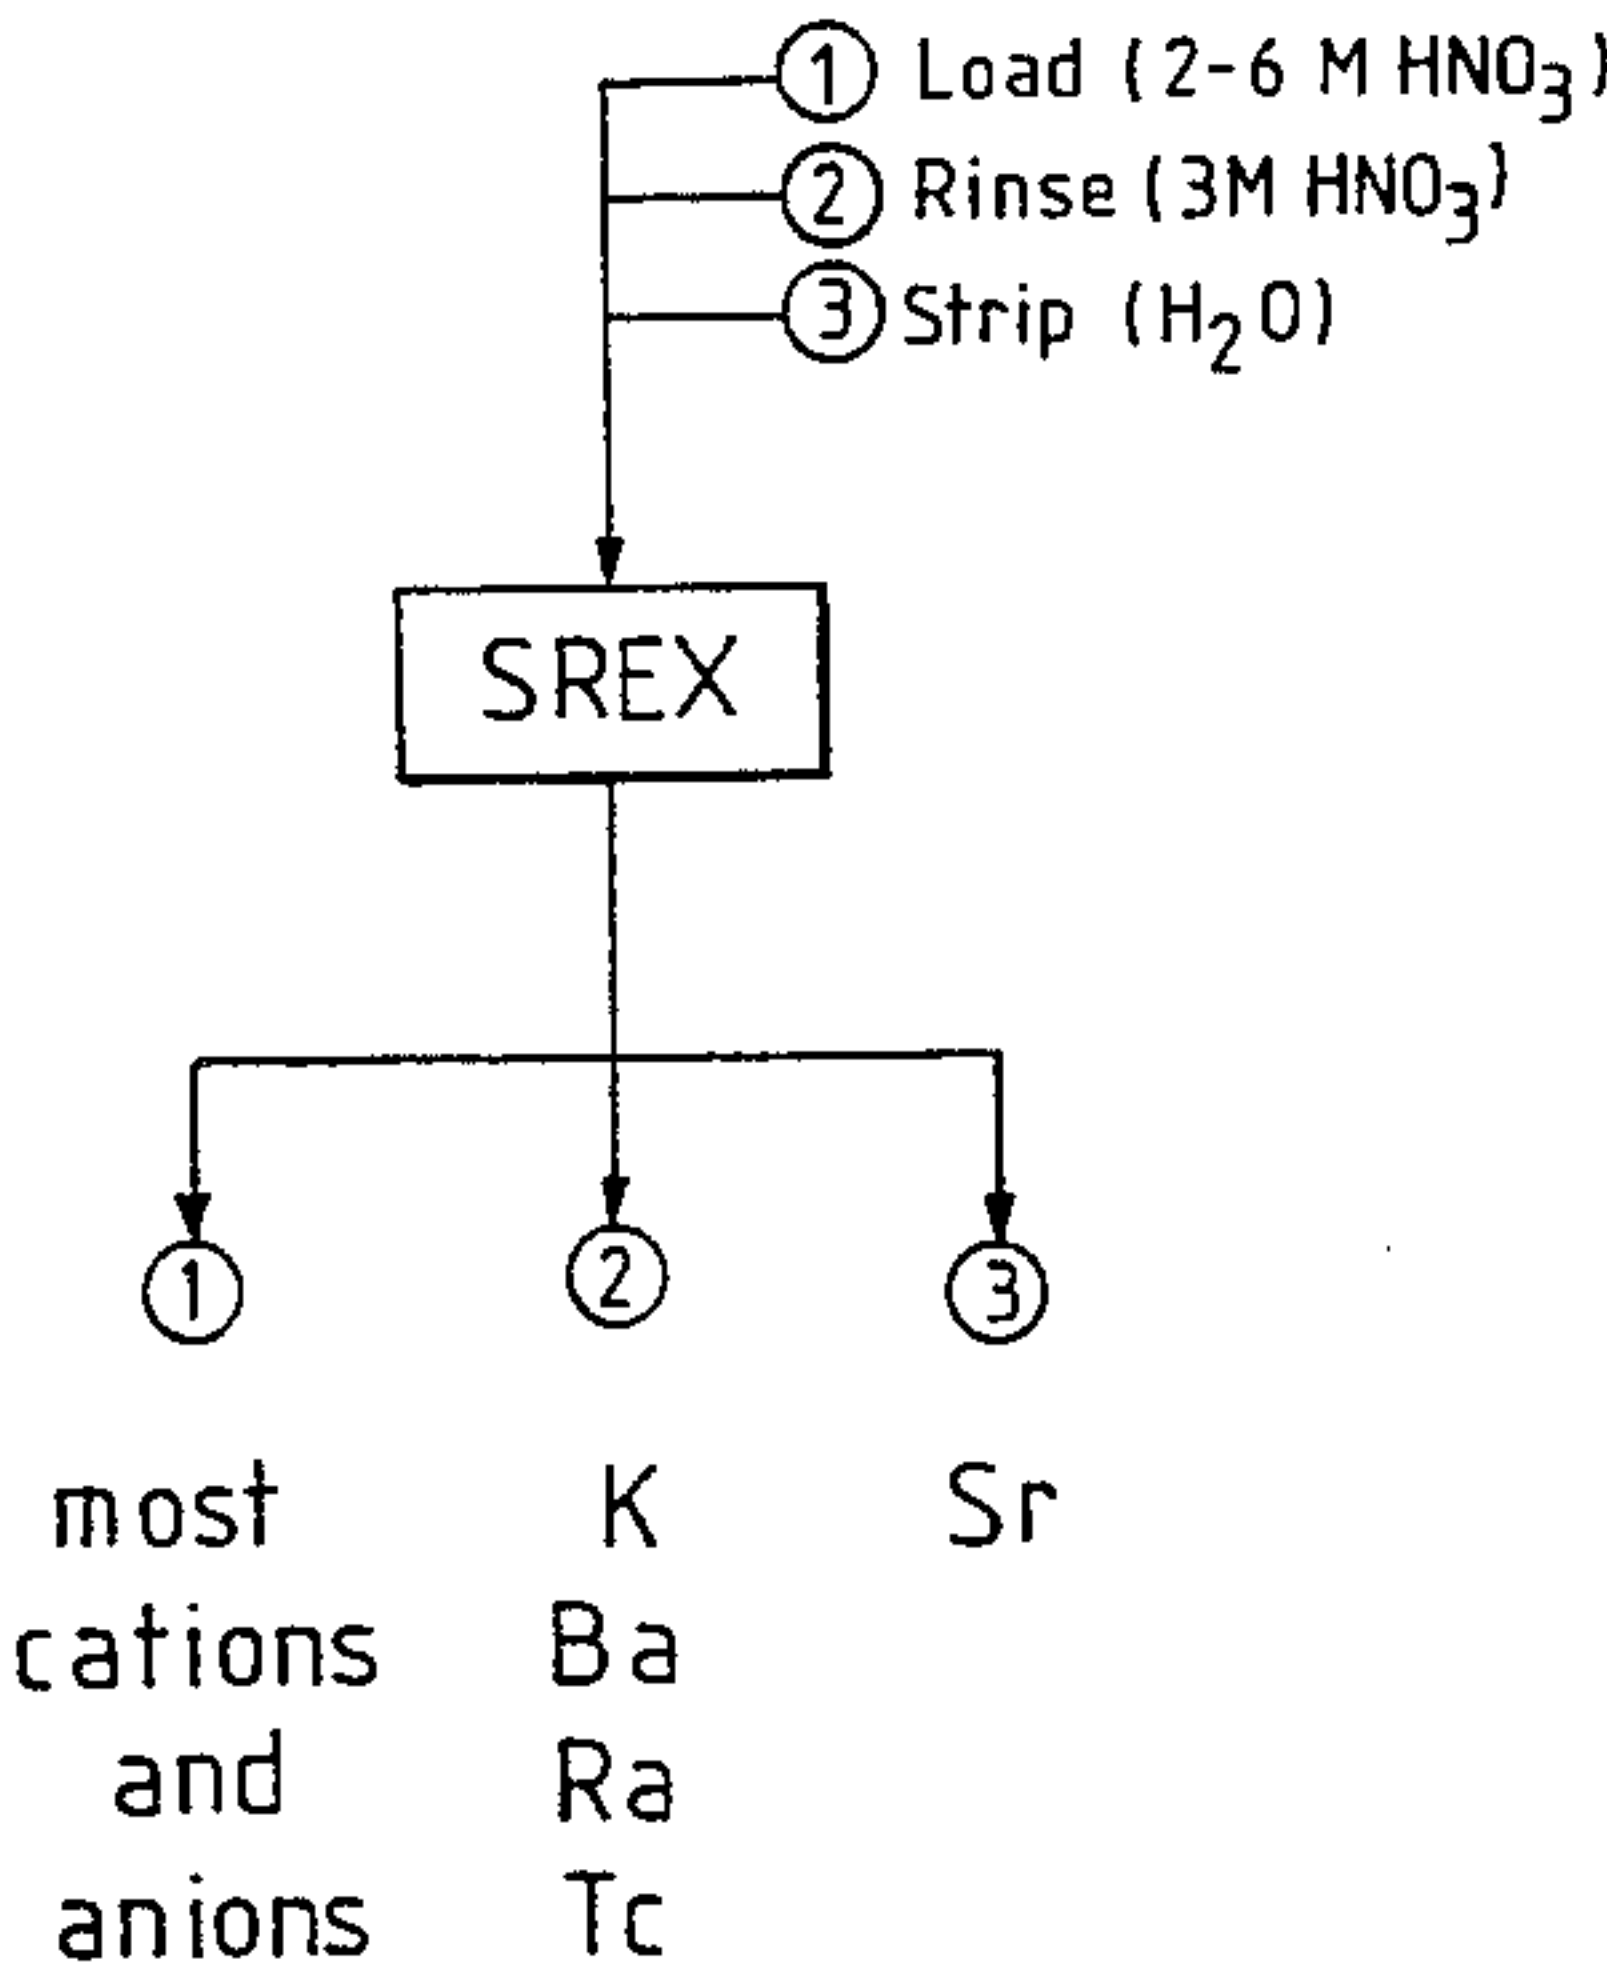 ① Load (2-6 M HNO₃)
② Rinse (3M HNO₃)
③ Strip (H₂O)
SREX
① ② ③
most K Sr
cations Ba
and Ra
anions Tc